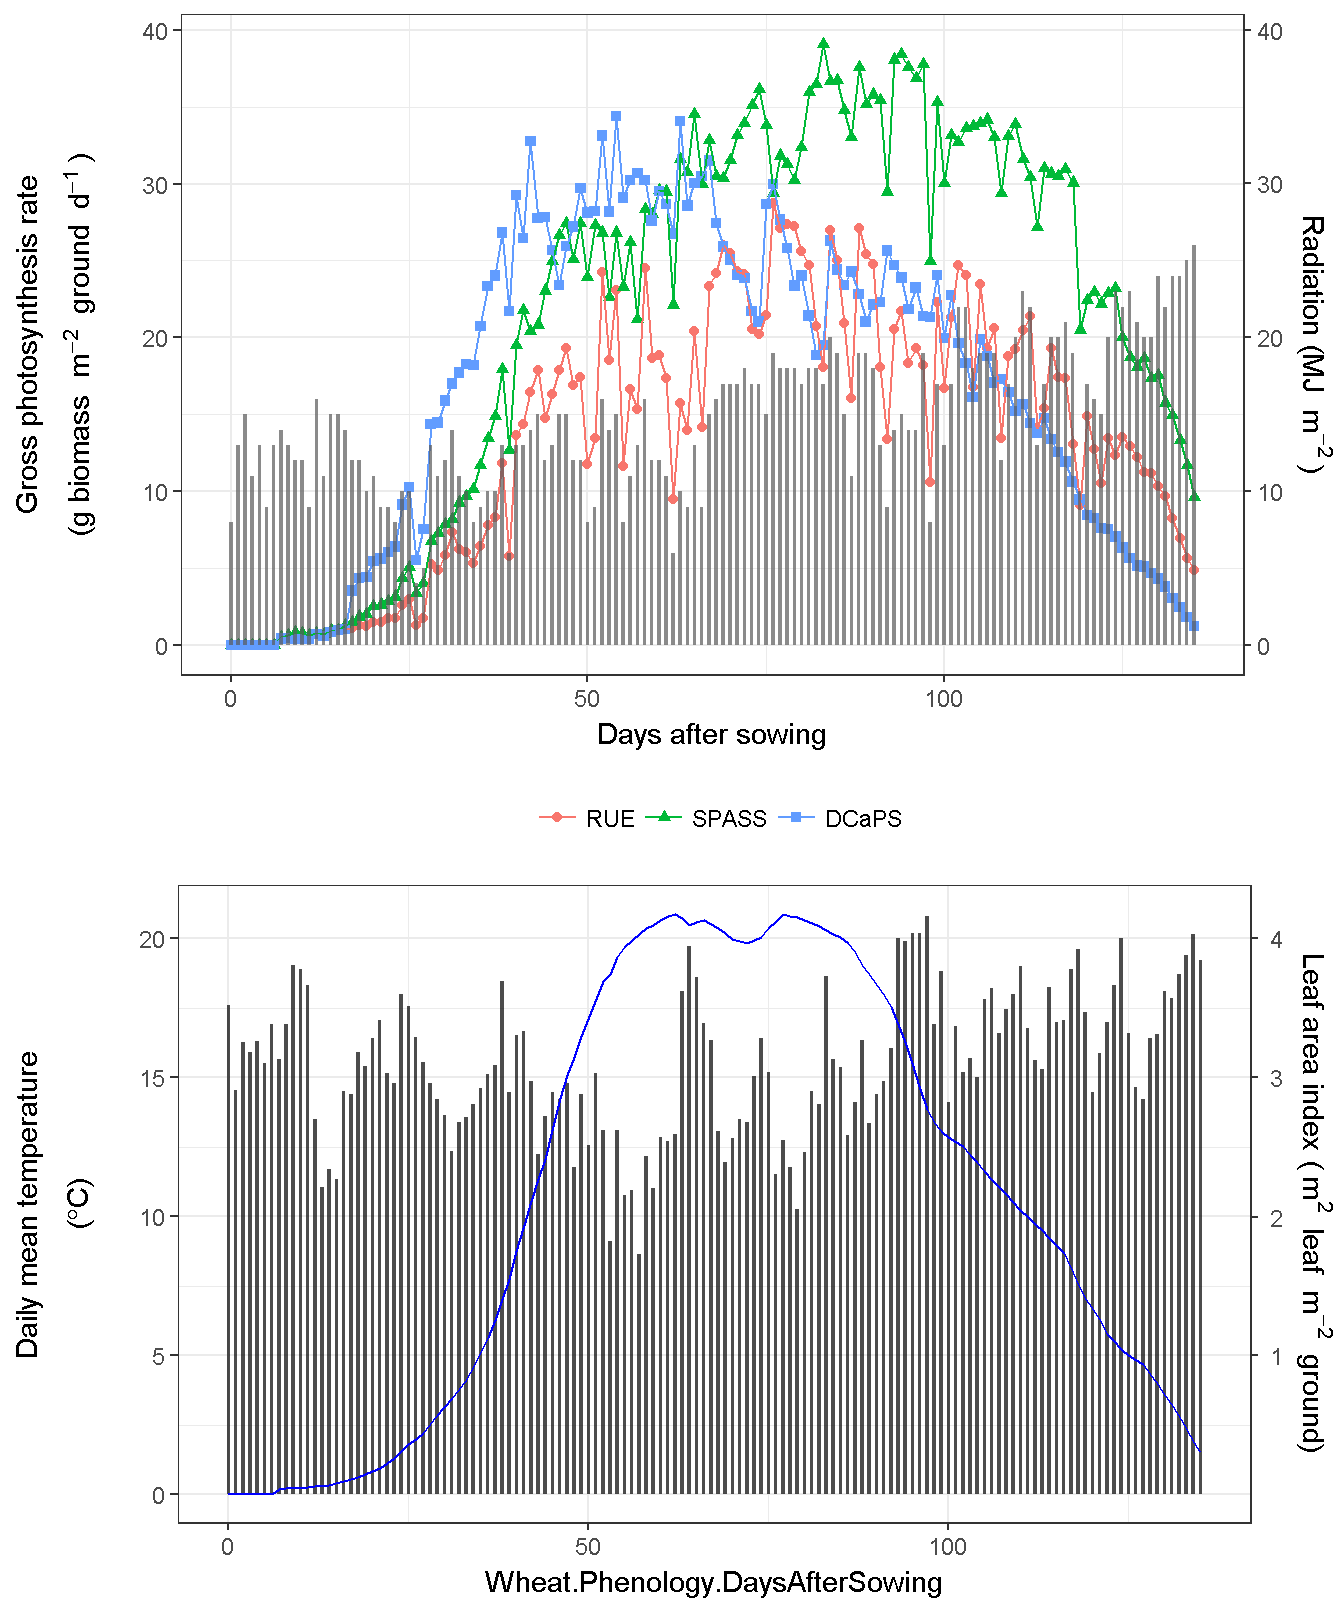 Gross photosynthesis rate
(g biomass m⁻² ground d⁻¹)
40
30
20
10
0
40
30
20
10
0
Radiation (MJ m⁻²)
0
50
100
Days after sowing
RUE
SPASS
DCaPS
Daily mean temperature
(°C)
20
15
10
5
0
4
3
2
1
Leaf area index (m² leaf m⁻² ground)
0
50
100
Wheat.Phenology.DaysAfterSowing